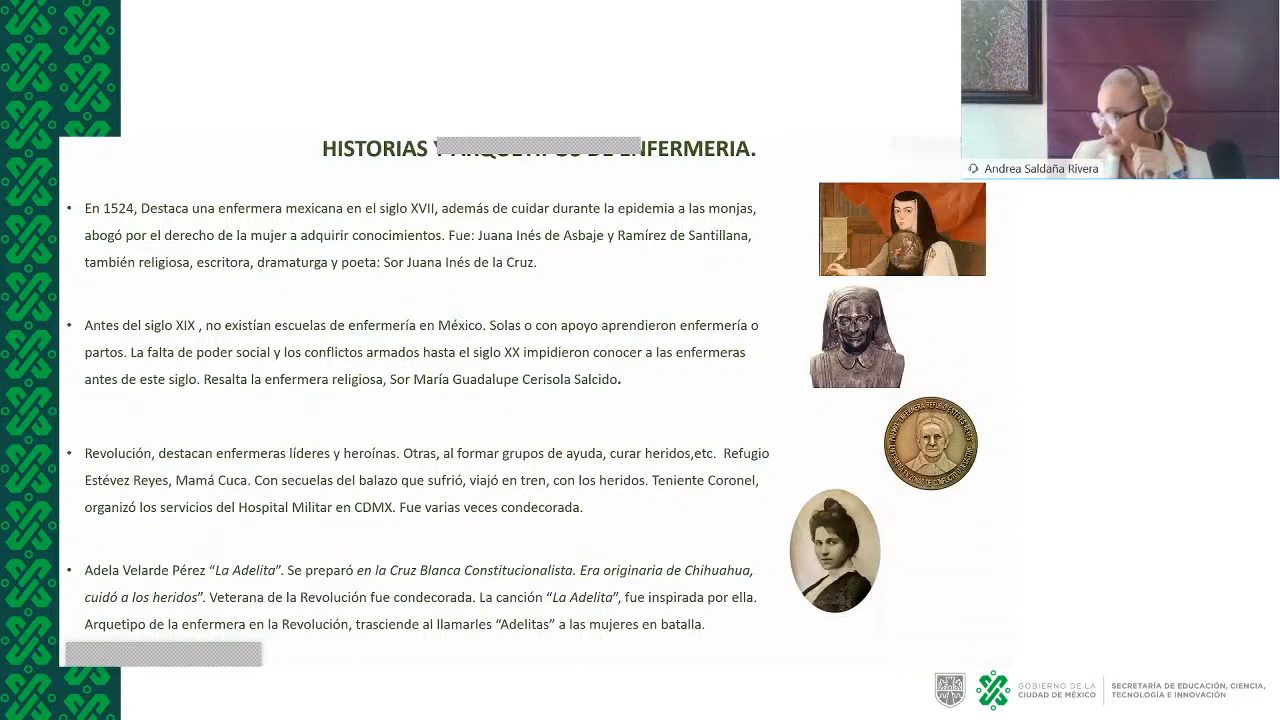 HISTORIAS Y ARQUETIPOS DE ENFERMERIA.
Andrea Saldaña Rivera
• En 1524, Destaca una enfermera mexicana en el siglo XVII, además de cuidar durante la epidemia a las monjas,
abogó por el derecho de la mujer a adquirir conocimientos. Fue: Juana Inés de Asbaje y Ramírez de Santillana,
también religiosa, escritora, dramaturga y poeta: Sor Juana Inés de la Cruz.
• Antes del siglo XIX , no existían escuelas de enfermería en México. Solas o con apoyo aprendieron enfermería o
partos. La falta de poder social y los conflictos armados hasta el siglo XX impidieron conocer a las enfermeras
antes de este siglo. Resalta la enfermera religiosa, Sor María Guadalupe Cerisola Salcido.
• Revolución, destacan enfermeras líderes y heroínas. Otras, al formar grupos de ayuda, curar heridos,etc. Refugio
Estévez Reyes, Mamá Cuca. Con secuelas del balazo que sufrió, viajó en tren, con los heridos. Teniente Coronel,
organizó los servicios del Hospital Militar en CDMX. Fue varias veces condecorada.
• Adela Velarde Pérez “La Adelita”. Se preparó en la Cruz Blanca Constitucionalista. Era originaria de Chihuahua,
cuidó a los heridos”. Veterana de la Revolución fue condecorada. La canción “La Adelita”, fue inspirada por ella.
Arquetipo de la enfermera en la Revolución, trasciende al llamarles “Adelitas” a las mujeres en batalla.
GOBIERNO DE LA
CIUDAD DE MÉXICO
SECRETARÍA DE EDUCACIÓN, CIENCIA,
TECNOLOGÍA E INNOVACIÓN